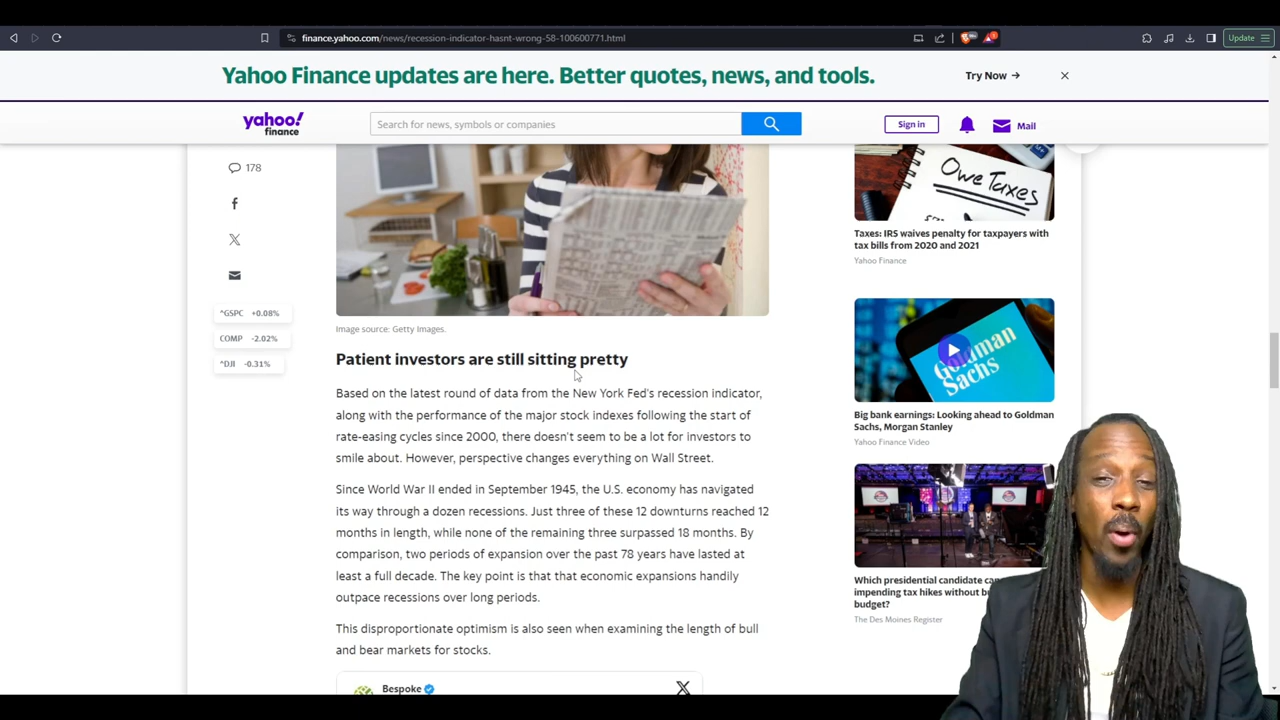 finance.yahoo.com/news/recession-indicator-hasnt-wrong-58-100600771.html
Update
Yahoo Finance updates are here. Better quotes, news, and tools.
Try Now →
yahoo!
finance
Search for news, symbols or companies
Sign in
Mail
178
^GSPC +0.08%
COMP -2.02%
^DJI -0.31%
Image source: Getty Images.
Patient investors are still sitting pretty
Based on the latest round of data from the New York Fed's recession indicator,
along with the performance of the major stock indexes following the start of
rate-easing cycles since 2000, there doesn't seem to be a lot for investors to
smile about. However, perspective changes everything on Wall Street.
Since World War II ended in September 1945, the U.S. economy has navigated
its way through a dozen recessions. Just three of these 12 downturns reached 12
months in length, while none of the remaining three surpassed 18 months. By
comparison, two periods of expansion over the past 78 years have lasted at
least a full decade. The key point is that that economic expansions handily
outpace recessions over long periods.
This disproportionate optimism is also seen when examining the length of bull
and bear markets for stocks.
Bespoke
Owe Taxes
Taxes: IRS waives penalty for taxpayers with
tax bills from 2020 and 2021
Yahoo Finance
Goldman
Sachs
Big bank earnings: Looking ahead to Goldman
Sachs, Morgan Stanley
Yahoo Finance Video
Which presidential candidate
impending tax hikes without
budget?
The Des Moines Register